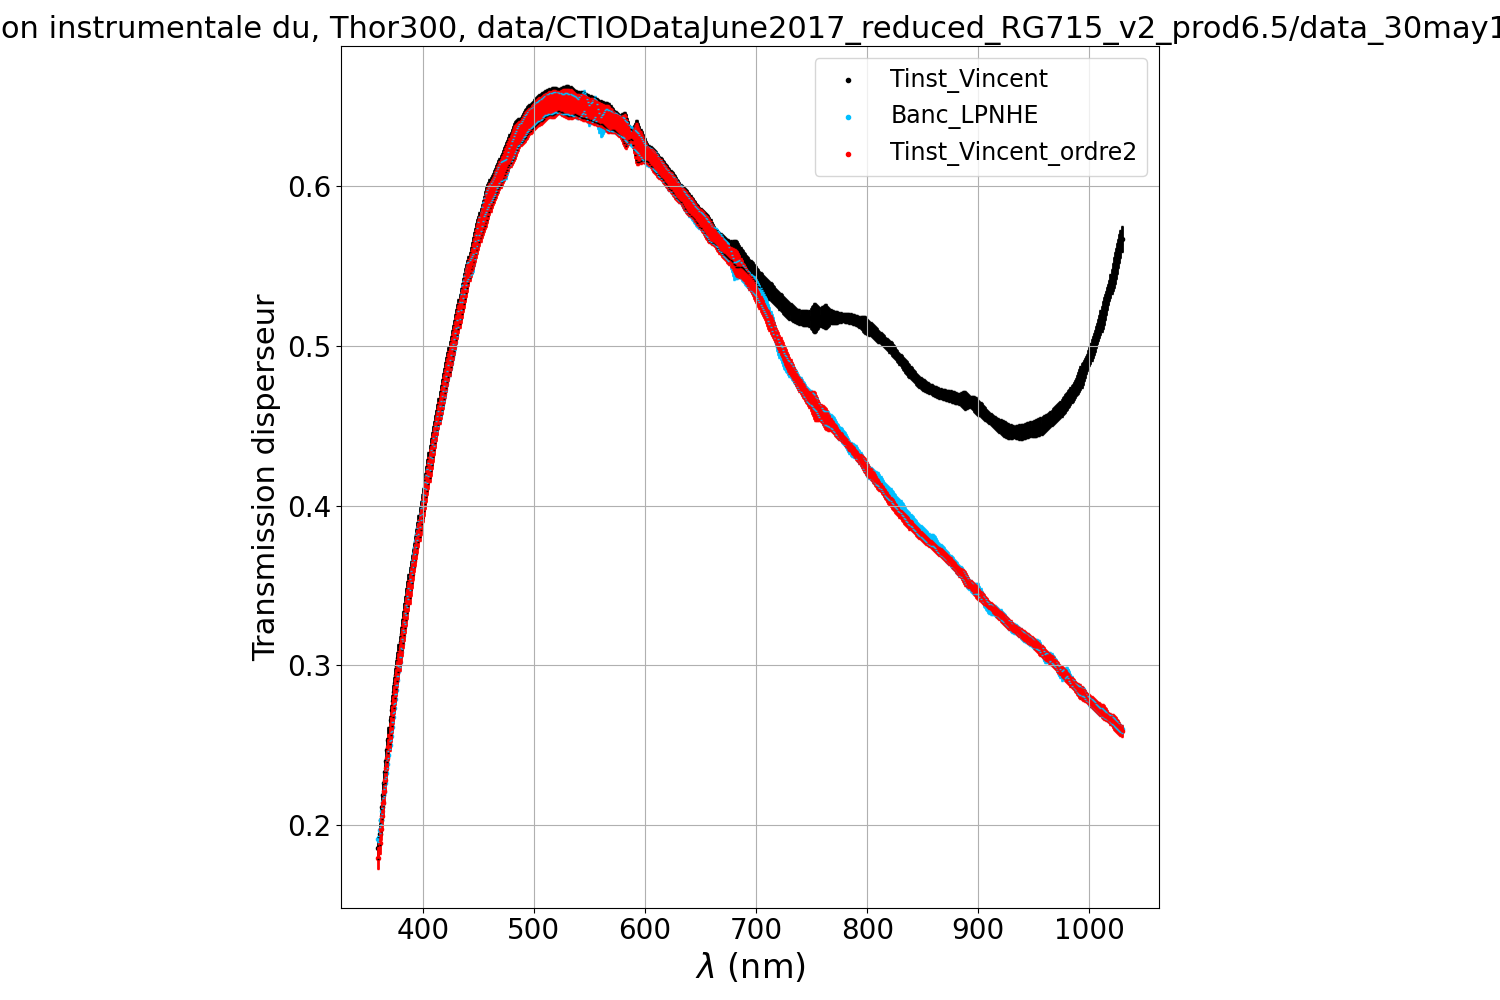 on instrumentale du, Thor300, data/CTIODataJune2017_reduced_RG715_v2_prod6.5/data_30may1
Tinst_Vincent
Banc_LPNHE
Tinst_Vincent_ordre2
Transmission disperseur
0.6
0.5
0.4
0.3
0.2
400 500 600 700 800 900 1000
λ (nm)